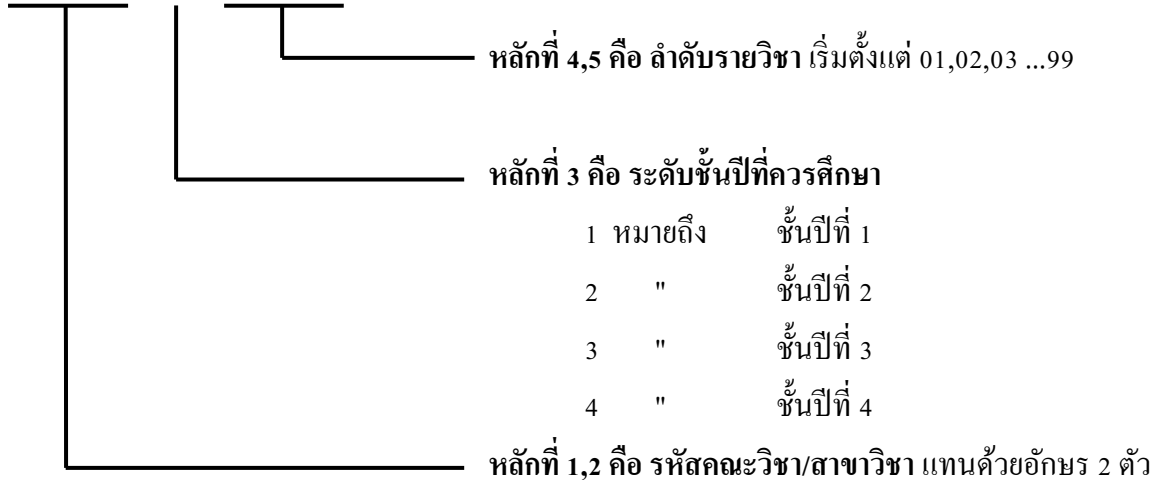 หลักที่ 4,5 คือ ลำดับรายวิชา เริ่มตั้งแต่ 01,02,03 ...99
หลักที่ 3 คือ ระดับชั้นปีที่ควรศึกษา
1 หมายถึง ชั้นปีที่ 1
2 " ชั้นปีที่ 2
3 " ชั้นปีที่ 3
4 " ชั้นปีที่ 4
หลักที่ 1,2 คือ รหัสคณะวิชา/สาขาวิชา แทนด้วยอักษร 2 ตัว